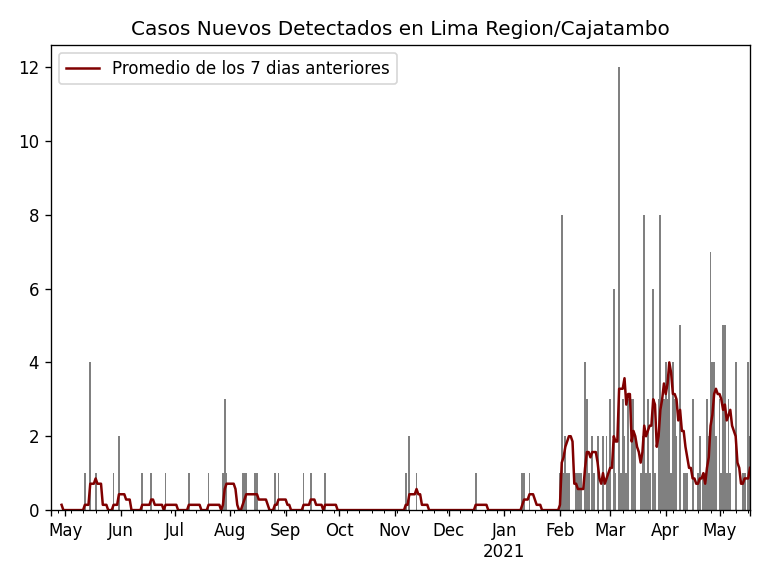 Casos Nuevos Detectados en Lima Region/Cajatambo
Promedio de los 7 dias anteriores
12
10
8
6
4
2
0
May Jun Jul Aug Sep Oct Nov Dec Jan Feb Mar Apr May
2021